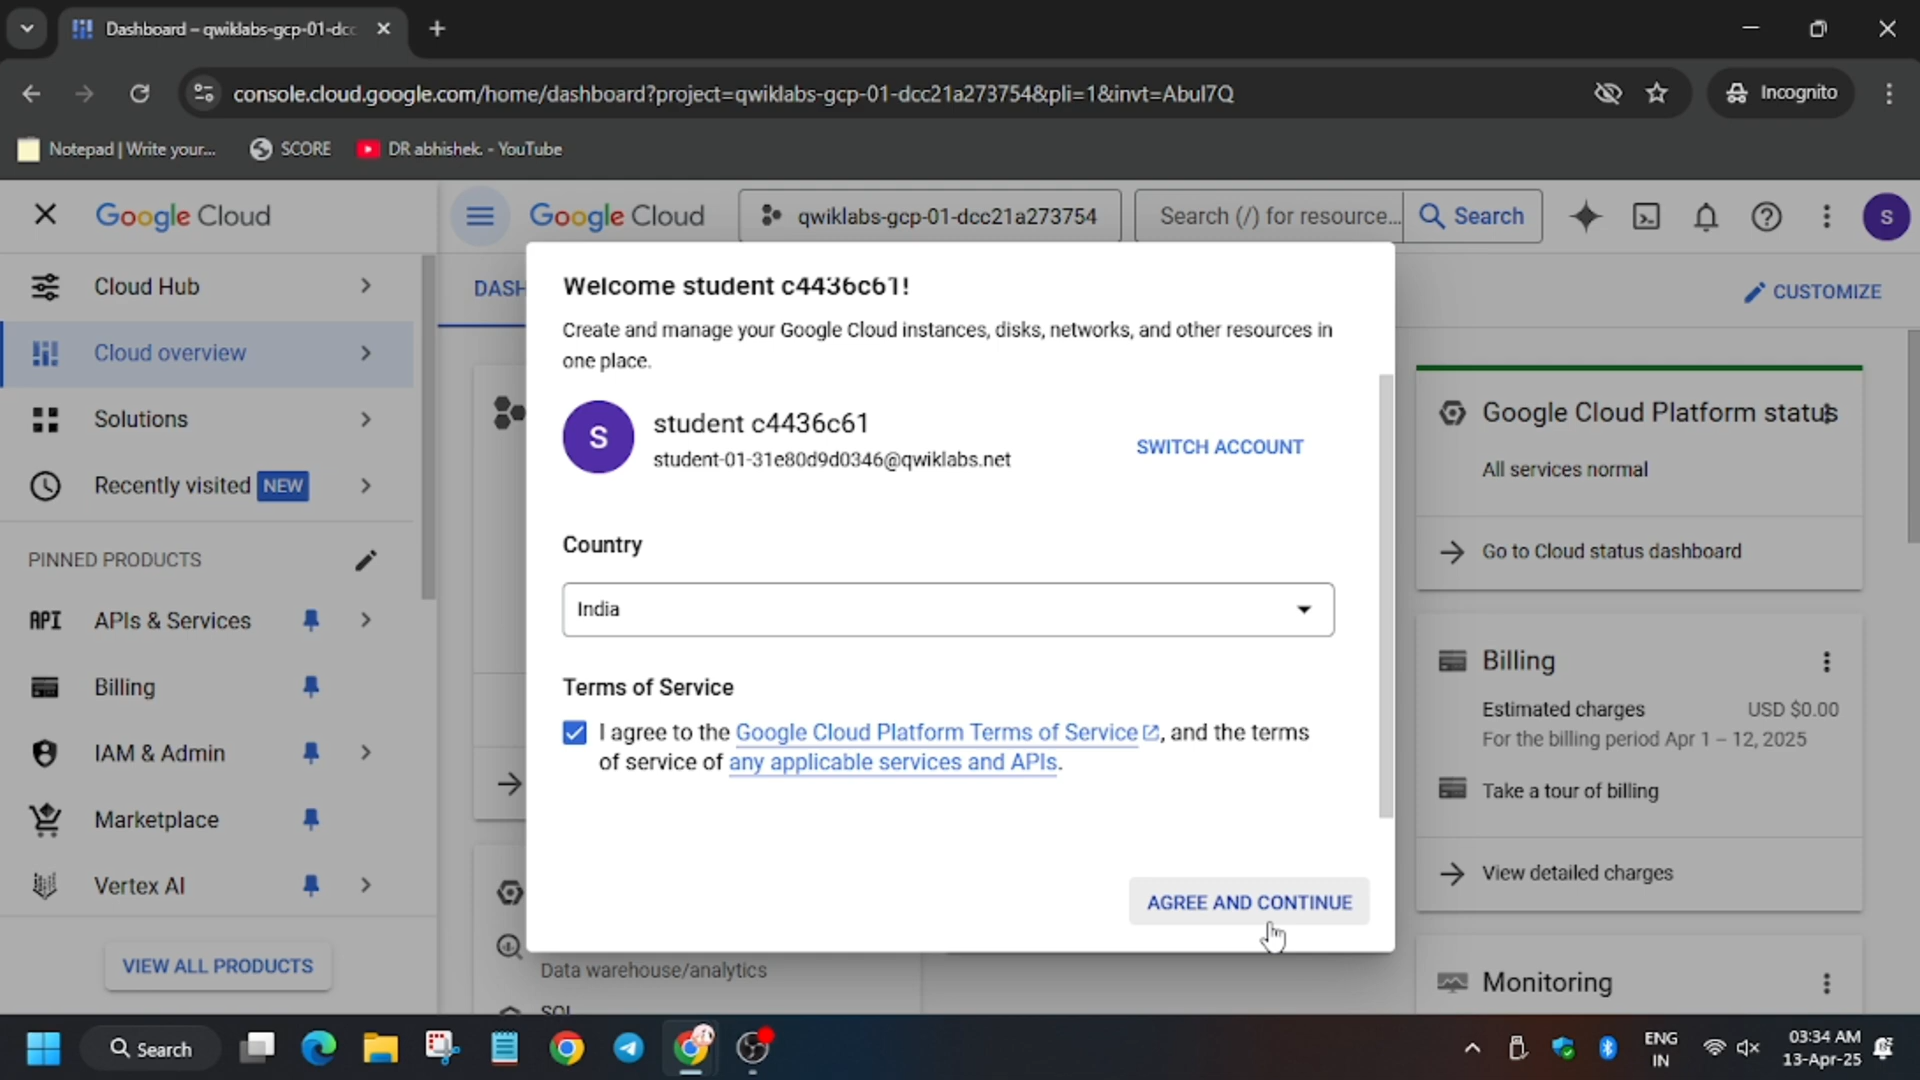 Dashboard – qwiklabs-gcp-01-dcc
console.cloud.google.com/home/dashboard?project=qwiklabs-gcp-01-dcc21a273754&pli=1&invt=Abul7Q
Incognito
Notepad | Write your...
SCORE
DR abhishek. - YouTube
Google Cloud
Google Cloud
qwiklabs-gcp-01-dcc21a273754
Search (/) for resource...
Search
S
Cloud Hub
Cloud overview
Solutions
Recently visited NEW
PINNED PRODUCTS
API APIs & Services
Billing
IAM & Admin
Marketplace
Vertex AI
VIEW ALL PRODUCTS
DASH
CUSTOMIZE
Welcome student c4436c61!
Create and manage your Google Cloud instances, disks, networks, and other resources in
one place.
S
student c4436c61
student-01-31e80d9d0346@qwiklabs.net
SWITCH ACCOUNT
Country
India
Terms of Service
I agree to the Google Cloud Platform Terms of Service, and the terms
of service of any applicable services and APIs.
AGREE AND CONTINUE
Data warehouse/analytics
SQL
Google Cloud Platform status
All services normal
Go to Cloud status dashboard
Billing
Estimated charges USD $0.00
For the billing period Apr 1 – 12, 2025
Take a tour of billing
View detailed charges
Monitoring
Search
ENG
IN
03:34 AM
13-Apr-25